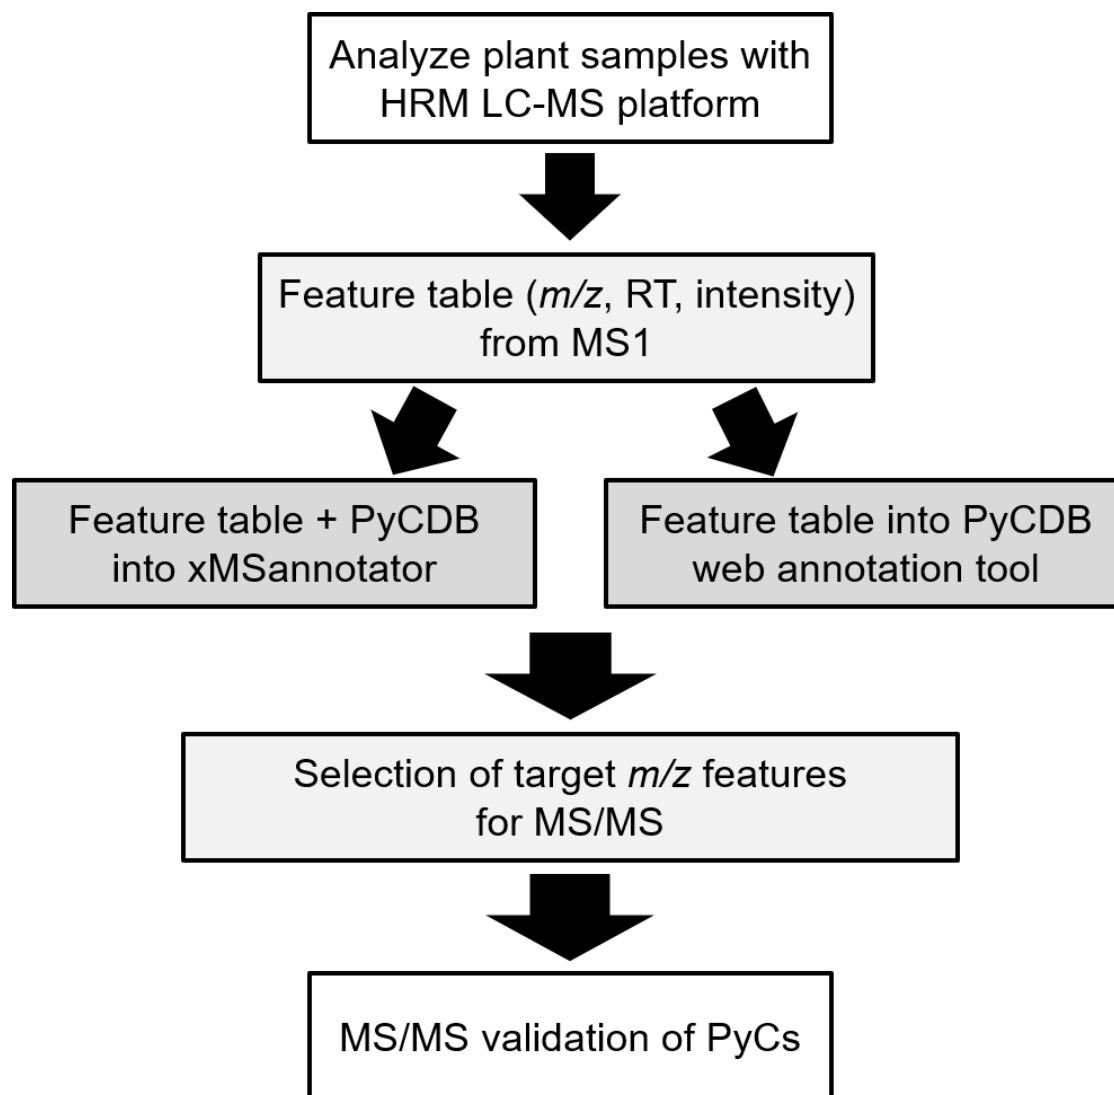 Analyze plant samples with
HRM LC-MS platform
Feature table (m/z, RT, intensity)
from MS1
Feature table + PyCDB
into xMSannotator
Feature table into PyCDB
web annotation tool
Selection of target m/z features
for MS/MS
MS/MS validation of PyCs